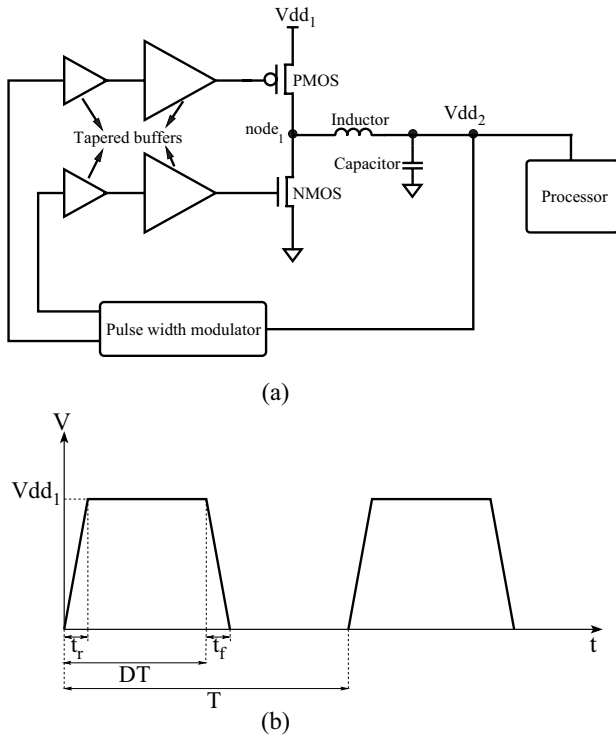 Vdd1
PMOS
Tapered buffers
node1
Inductor
Vdd2
Capacitor
NMOS
Processor
Pulse width modulator
(a)
V
Vdd1
tr
tf
t
DT
T
(b)